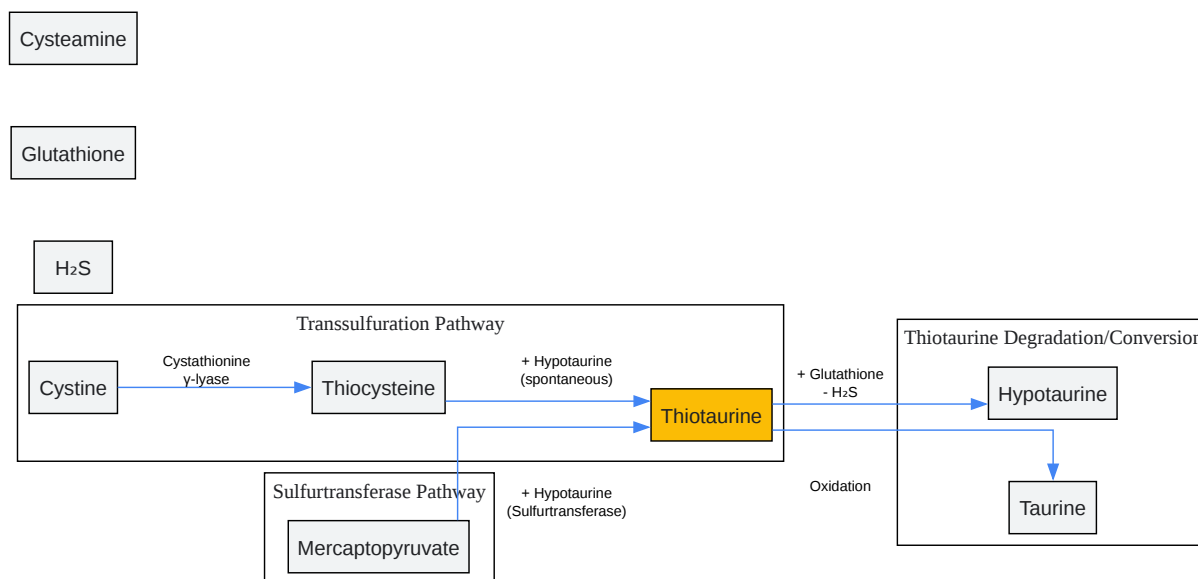 Cysteamine
Glutathione
H₂S
Transsulfuration Pathway
Cystine
Cystathionine
γ-lyase
Thiocysteine
+ Hypotaurine
(spontaneous)
Thiotaurine
+ Glutathione
- H₂S
Thiotaurine Degradation/Conversion
Hypotaurine
Oxidation
Taurine
Sulfurtransferase Pathway
+ Hypotaurine
(Sulfurtransferase)
Mercaptopyruvate